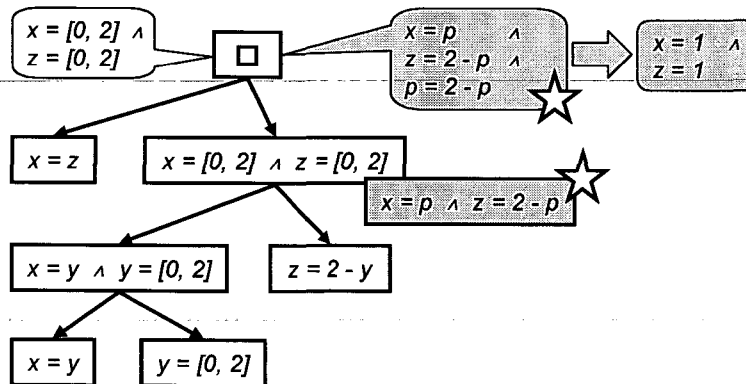 x = [0, 2] ∧
z = [0, 2]
x = p ∧
z = 2 - p ∧
p = 2 - p
x = 1 ∧
z = 1
x = z
x = [0, 2] ∧ z = [0, 2]
x = p ∧ z = 2 - p
x = y ∧ y = [0, 2]
z = 2 - y
x = y
y = [0, 2]